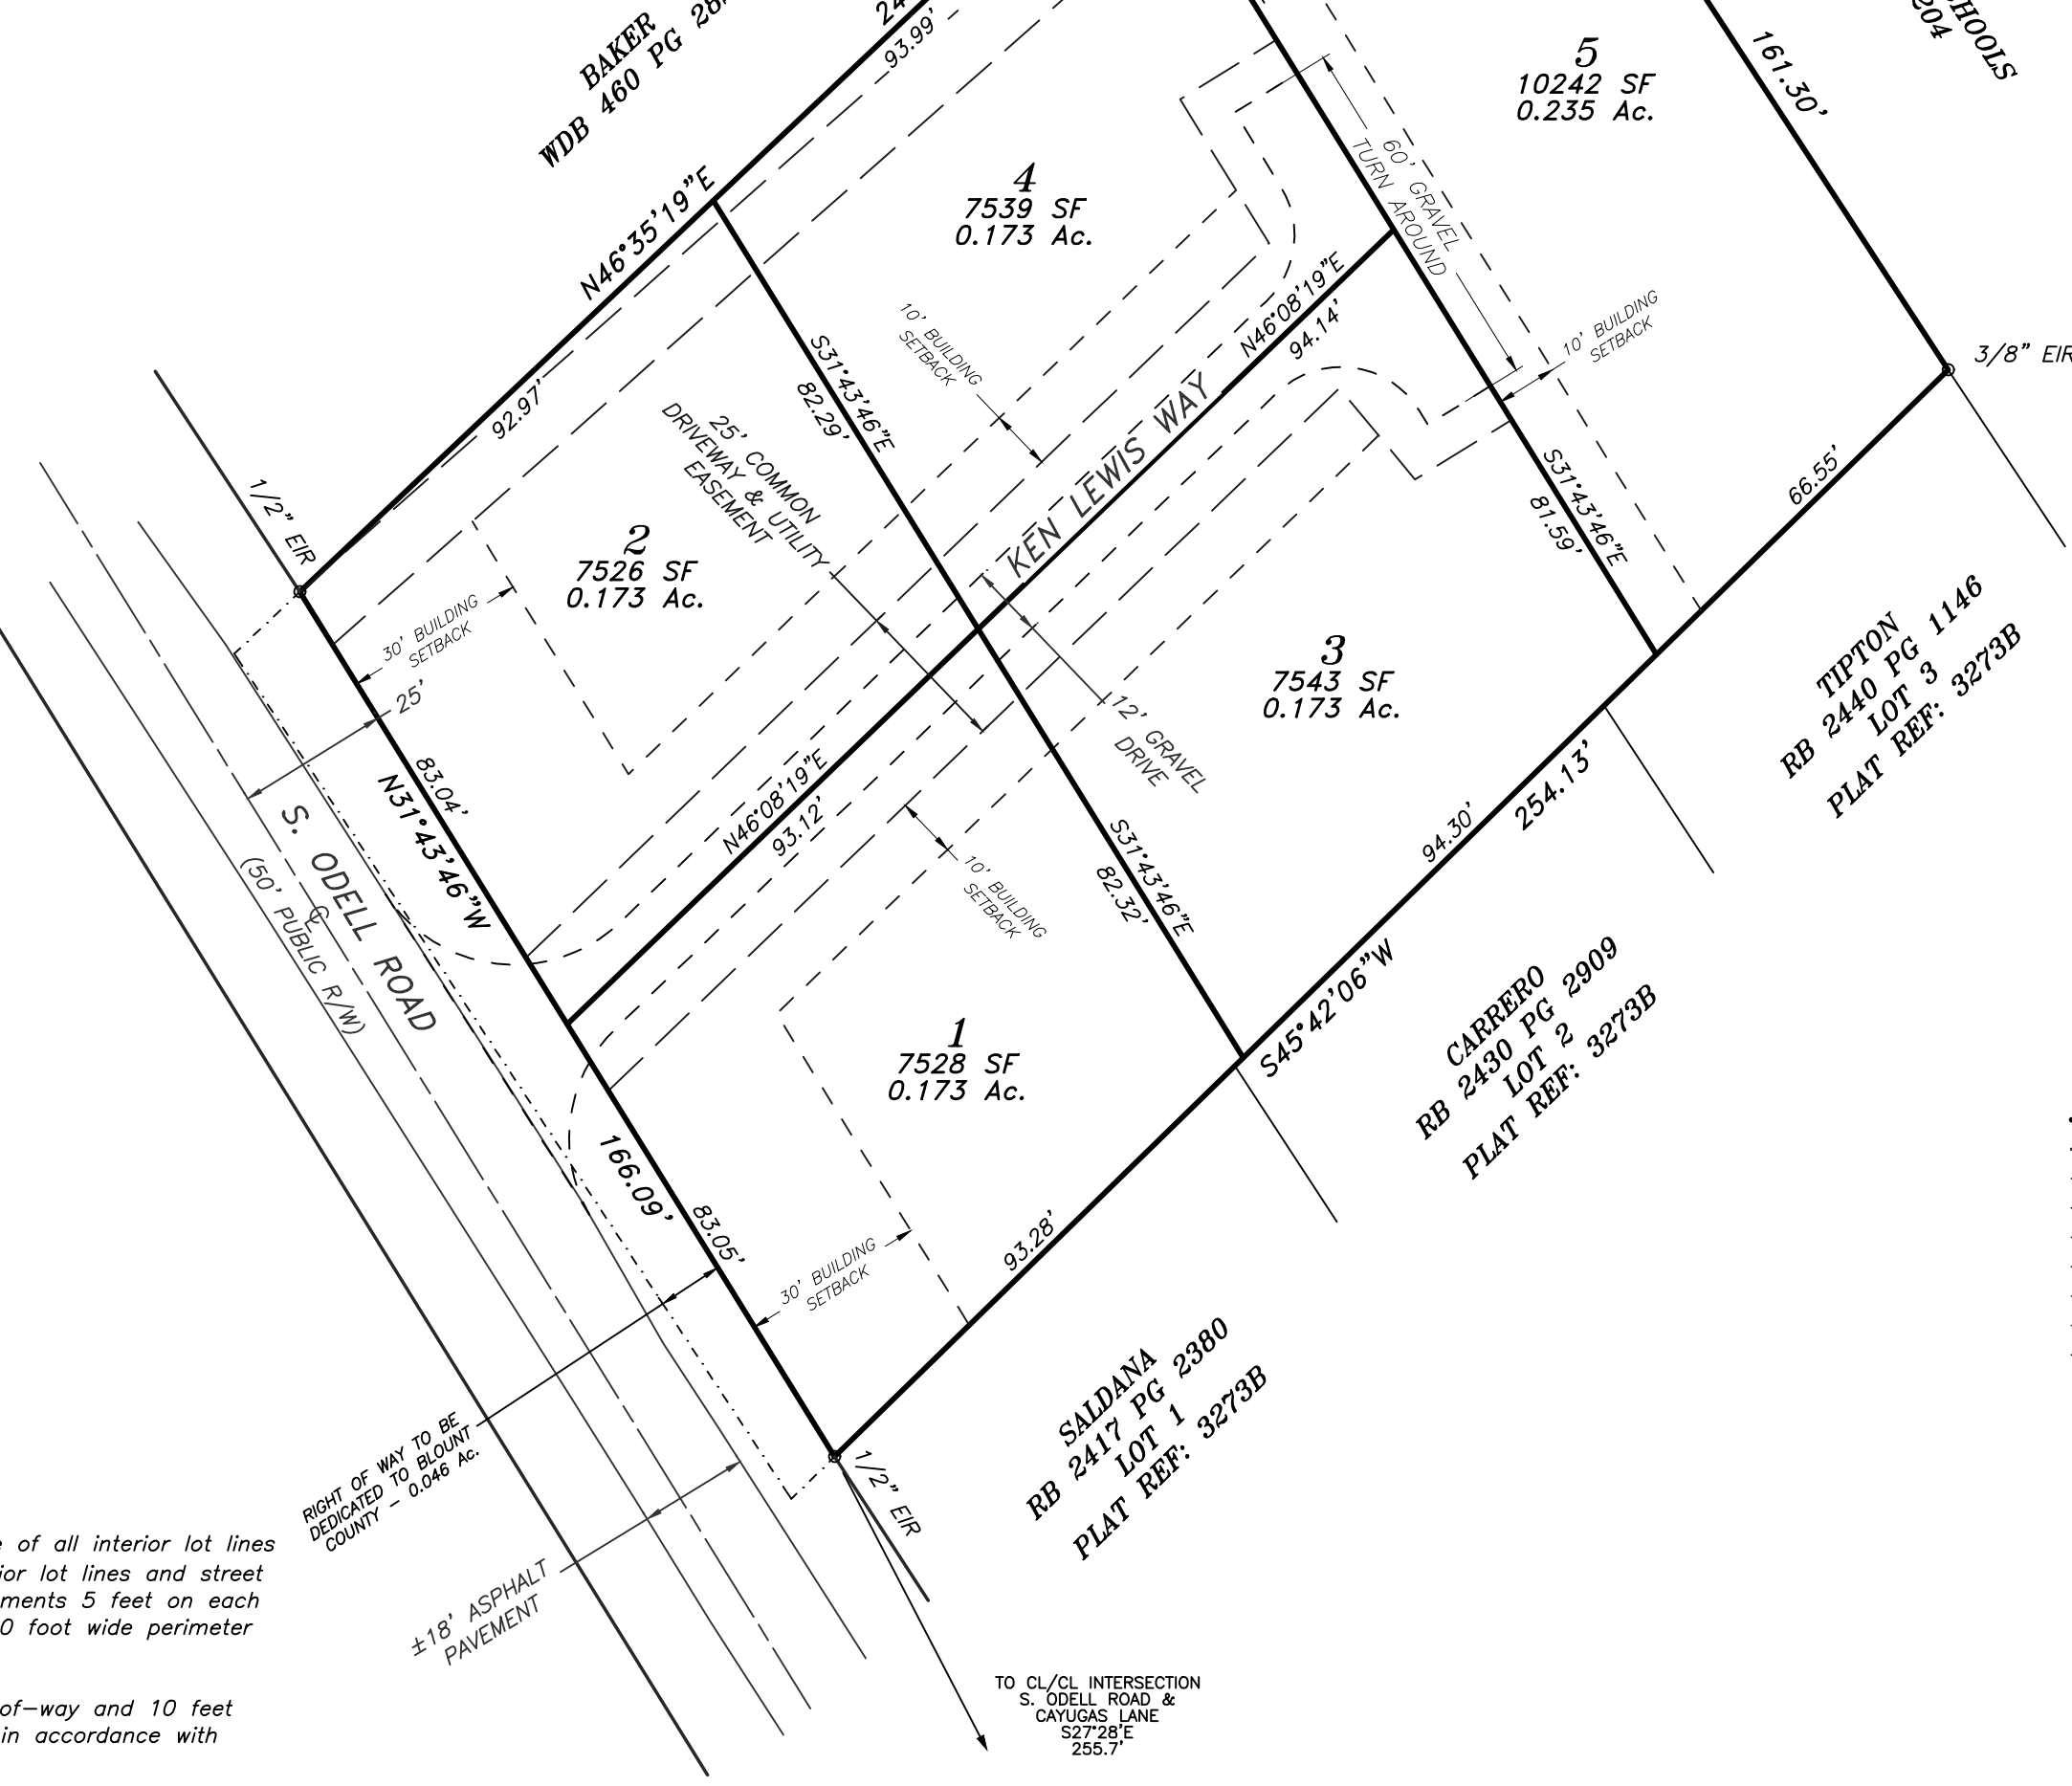 BAKER
WDB 460 PG
93.99'
N46°35'19"E
92.97'
1/2" EIR
5
10242 SF
0.235 Ac.
161.30'
204
3/8" EIR
4
7539 SF
0.173 Ac.
60' GRAVEL
TURN AROUND
10' BUILDING
SETBACK
10' BUILDING
SETBACK
N46°08'19"E
94.14'
KEN LEWIS WAY
S31°43'46"E
82.29'
25' COMMON
DRIVEWAY & UTILITY
EASEMENT
2
7526 SF
0.173 Ac.
30' BUILDING
SETBACK
25'
S31°43'46"E
81.59'
66.55'
TIPTON
RB 2440 PG 1146
LOT 3
PLAT REF: 3273B
3
7543 SF
0.173 Ac.
12' GRAVEL
DRIVE
83.04'
N31°43'46"W
N46°08'19"E
93.12'
S. ODELL ROAD
℄
(50' PUBLIC R/W)
10' BUILDING
SETBACK
S31°43'46"E
82.32'
94.30'
254.13'
S45°42'06"W
CARRERO
RB 2430 PG 2909
LOT 2
PLAT REF: 3273B
1
7528 SF
0.173 Ac.
166.09'
83.05'
30' BUILDING
SETBACK
93.28'
SALDANA
RB 2417 PG 2380
LOT 1
PLAT REF: 3273B
1/2" EIR
RIGHT OF WAY TO BE
DEDICATED TO BLOUNT
COUNTY - 0.046 Ac.
±18' ASPHALT
PAVEMENT
of all interior lot lines
lot lines and street
5 feet on each
foot wide perimeter
of-way and 10 feet
in accordance with
TO CL/CL INTERSECTION
S. ODELL ROAD &
CAYUGAS LANE
S27°28'E
255.7'